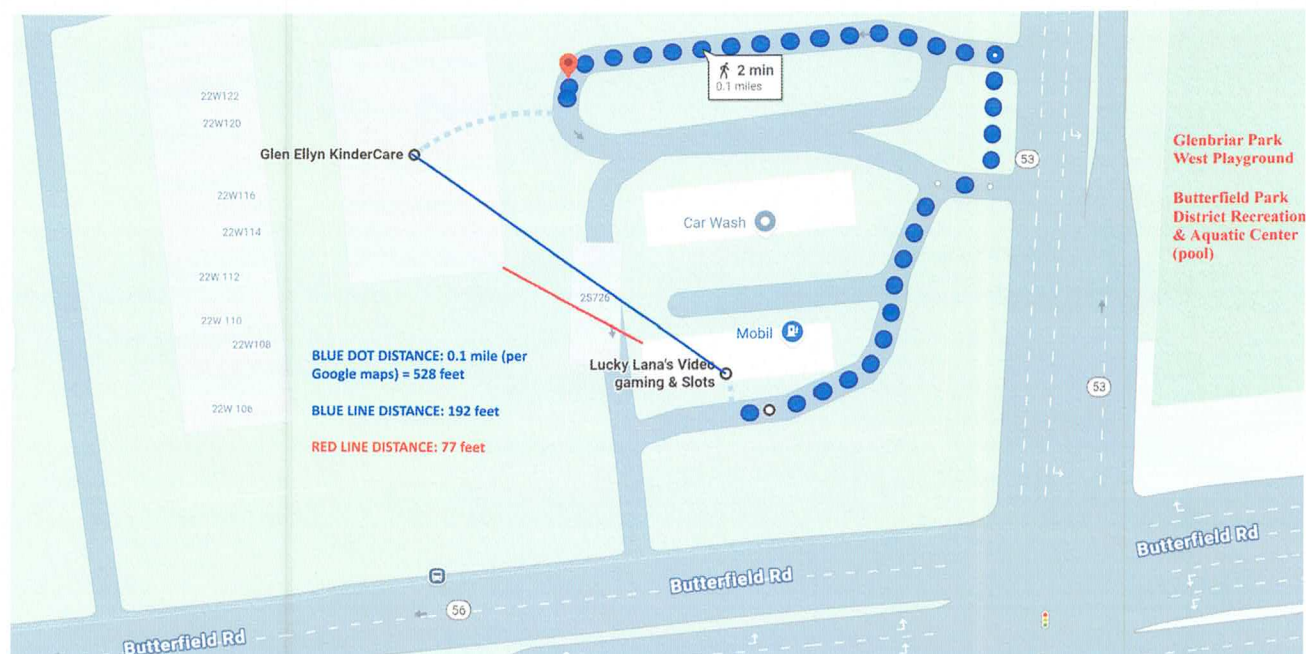 22W122
22W120
Glen Ellyn KinderCare
22W116
22W114
22W 112
22W 110
22W108
22W 106
2 min
0.1 miles
53
Car Wash
2S726
Mobil
Lucky Lana's Video
gaming & Slots
53
Glenbriar Park
West Playground
Butterfield Park
District Recreation
& Aquatic Center
(pool)
BLUE DOT DISTANCE: 0.1 mile (per
Google maps) = 528 feet
BLUE LINE DISTANCE: 192 feet
RED LINE DISTANCE: 77 feet
Butterfield Rd
Butterfield Rd
56
Butterfield Rd